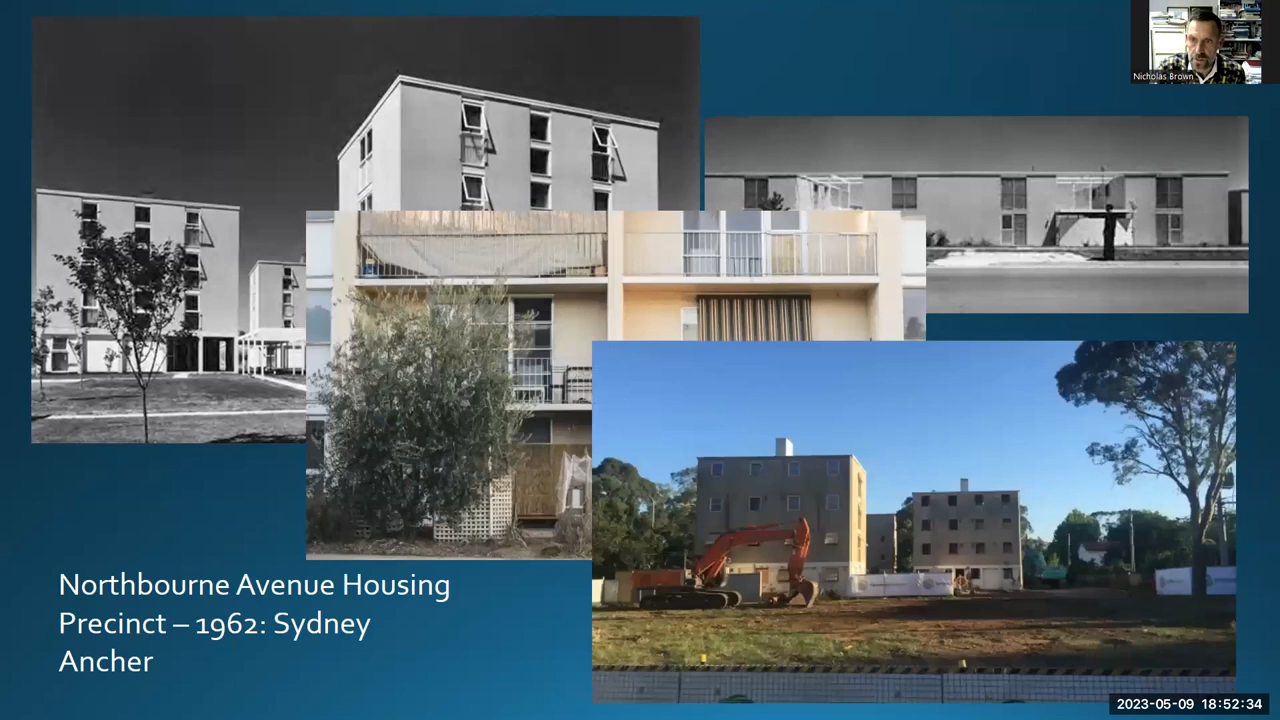 Nicholas Brown
Northbourne Avenue Housing
Precinct – 1962: Sydney
Ancher
2023-05-09 18:52:34